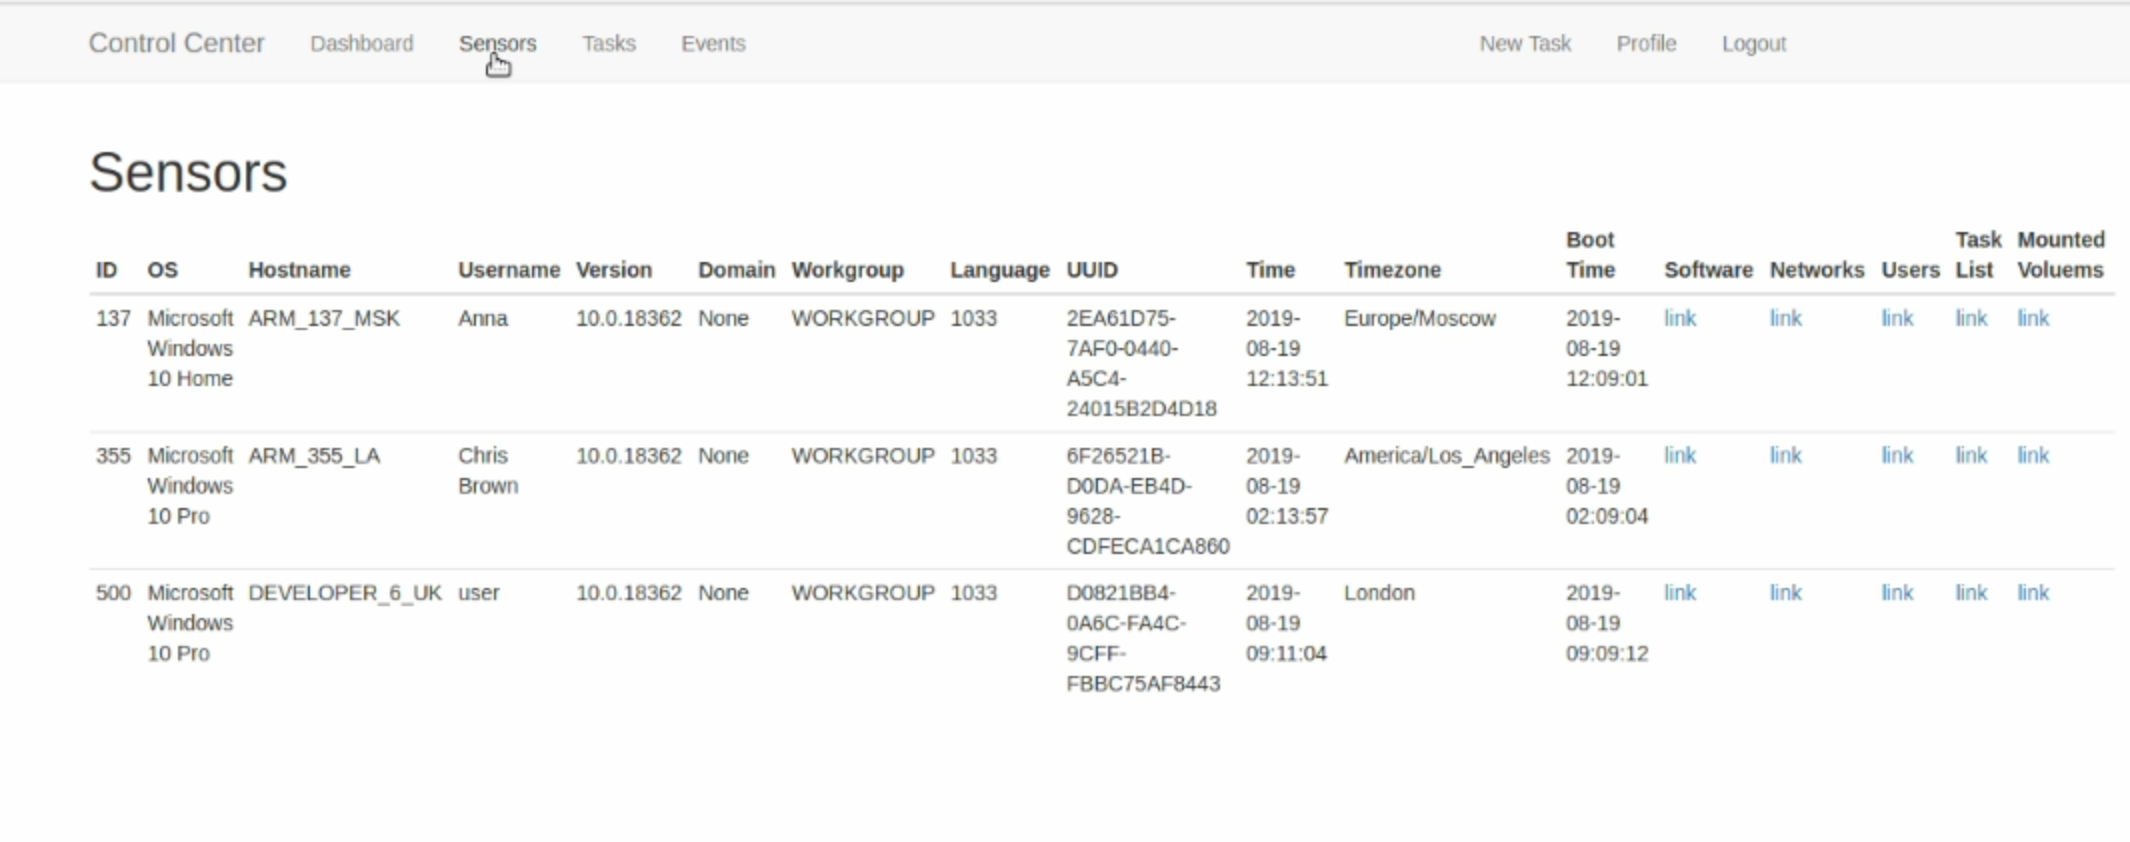 Control Center Dashboard Sensors Tasks Events New Task Profile Logout
Sensors
Boot Task Mounted
ID OS Hostname Username Version Domain Workgroup Language UUID Time Timezone Time Software Networks Users List Voluems
137 Microsoft ARM_137_MSK Anna 10.0.18362 None WORKGROUP 1033 2EA61D75- 2019- Europe/Moscow 2019- link link link link link
Windows 7AF0-0440- 08-19 08-19
10 Home A5C4- 12:13:51 12:09:01
24015B2D4D18
355 Microsoft ARM_355_LA Chris 10.0.18362 None WORKGROUP 1033 6F26521B- 2019- America/Los_Angeles 2019- link link link link link
Windows Brown D0DA-EB4D- 08-19 08-19
10 Pro 9628- 02:13:57 02:09:04
CDFECA1CA860
500 Microsoft DEVELOPER_6_UK user 10.0.18362 None WORKGROUP 1033 D0821BB4- 2019- London 2019- link link link link link
Windows 0A6C-FA4C- 08-19 08-19
10 Pro 9CFF- 09:11:04 09:09:12
FBBC75AF8443